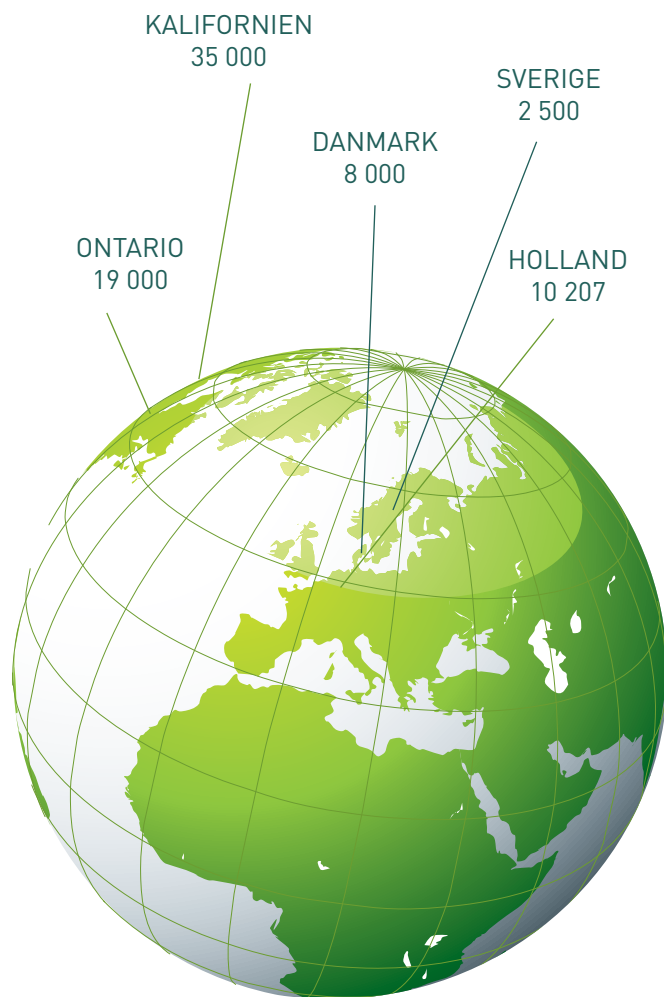 KALIFORNIEN
35 000
SVERIGE
2 500
DANMARK
8 000
ONTARIO
19 000
HOLLAND
10 207